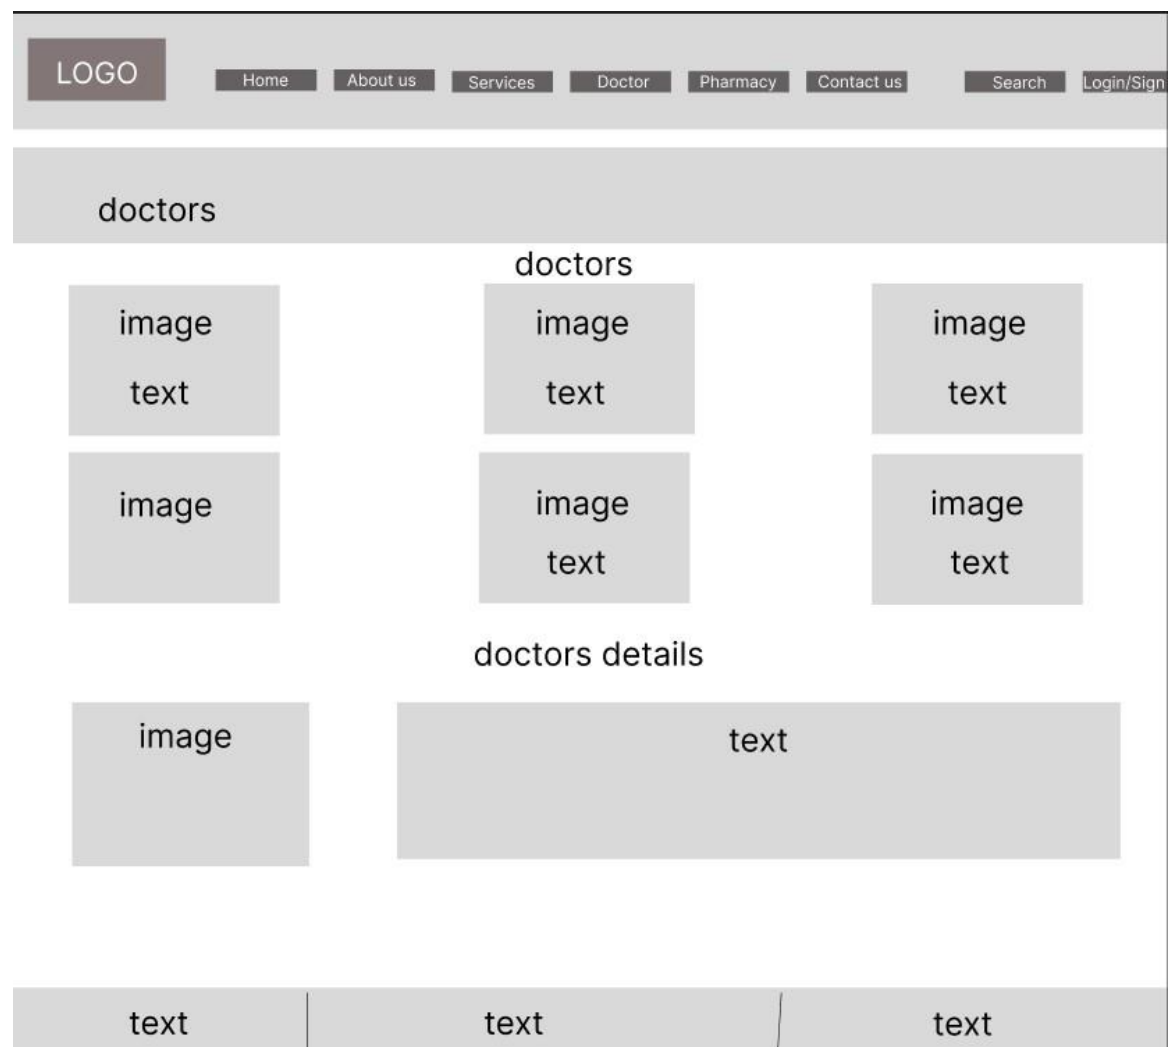 LOGO Home About us Services Doctor Pharmacy Contact us Search Login/Sign
doctors
doctors
image image image
text text text
image image image
text text
doctors details
image text
text text text